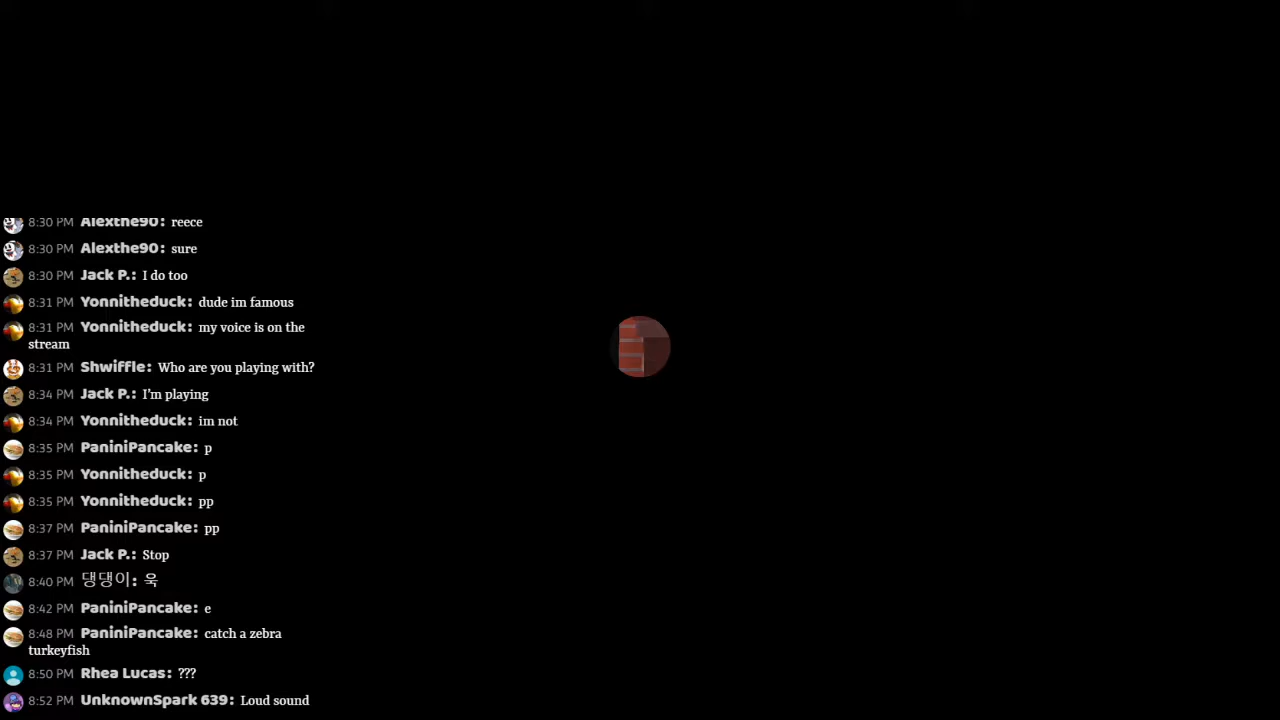 8:30 PM Alexthe90: reece
8:30 PM Alexthe90: sure
8:30 PM Jack P.: I do too
8:31 PM Yonnitheduck: dude im famous
8:31 PM Yonnitheduck: my voice is on the
stream
8:31 PM Shwiffle: Who are you playing with?
8:34 PM Jack P.: I'm playing
8:34 PM Yonnitheduck: im not
8:35 PM PaniniPancake: p
8:35 PM Yonnitheduck: p
8:35 PM Yonnitheduck: pp
8:37 PM PaniniPancake: pp
8:37 PM Jack P.: Stop
8:40 PM 댕댕이: 욱
8:42 PM PaniniPancake: e
8:48 PM PaniniPancake: catch a zebra
turkeyfish
8:50 PM Rhea Lucas: ???
8:52 PM UnknownSpark 639: Loud sound